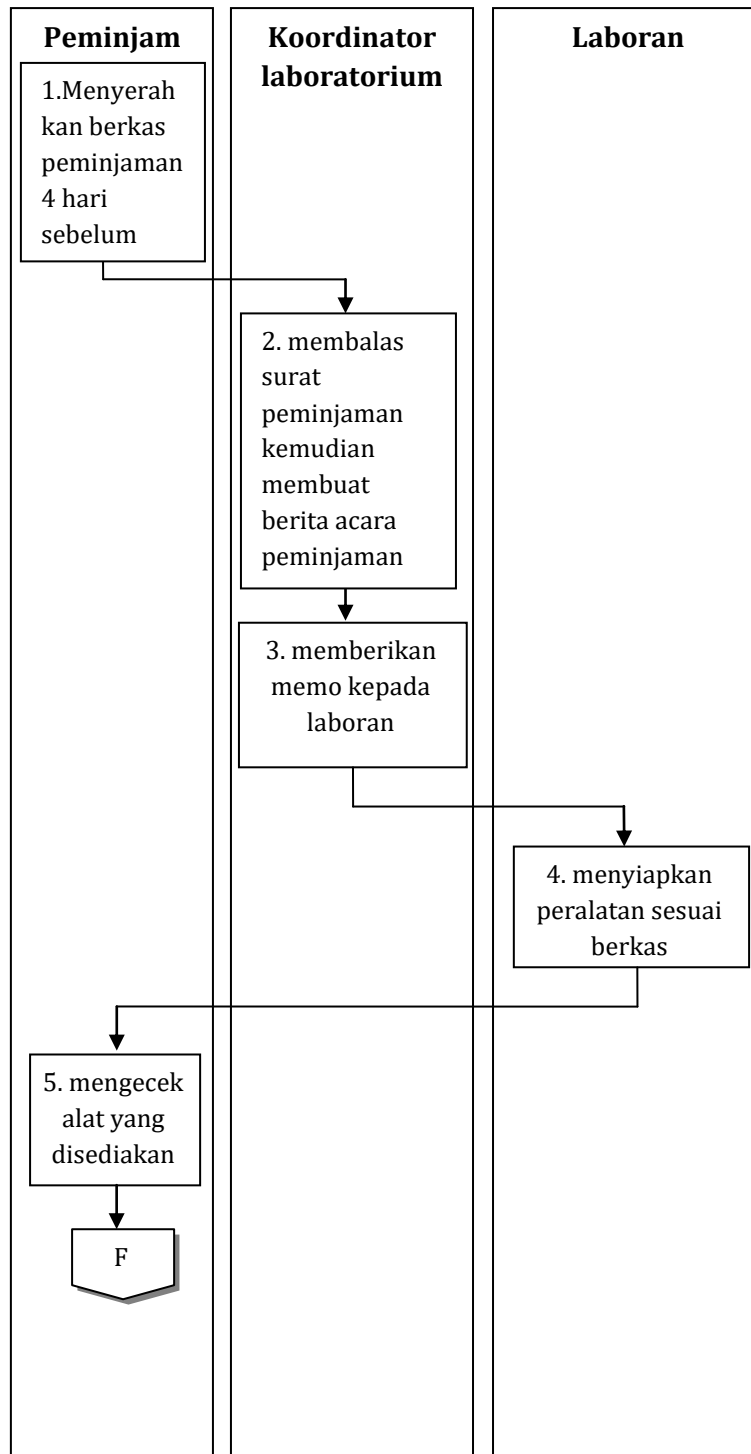 Peminjam
Koordinator
laboratorium
Laboran
1.Menyerah
kan berkas
peminjaman
4 hari
sebelum
2. membalas
surat
peminjaman
kemudian
membuat
berita acara
peminjaman
3. memberikan
memo kepada
laboran
4. menyiapkan
peralatan sesuai
berkas
5. mengecek
alat yang
disediakan
F